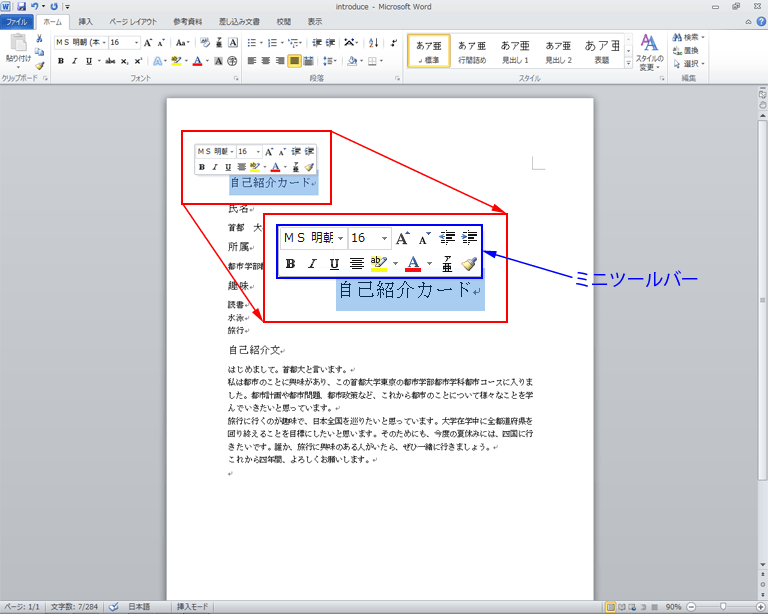 introduce - Microsoft Word
ファイル ホーム 挿入 ページ レイアウト 参考資料 差し込み文書 校閲 表示
ＭＳ 明朝 (本 16
貼り付け
B I U abc
あア亜 あア亜 あア亜 あア亜 あア亜
標準 行間詰め 見出し 1 見出し 2 表題
スタイルの
変更
検索
置換
選択
クリップボード フォント 段落 スタイル 編集
ＭＳ 明朝 16
B I U
自己紹介カード
氏名
首都 大
所属
都市学部
趣味
読書
水泳
旅行
ＭＳ 明朝 16
B I U
自己紹介カード
ミニツールバー
自己紹介文
はじめまして。首都大と言います。
私は都市のことに興味があり、この首都大学東京の都市学部都市学科都市コースに入りま
した。都市計画や都市問題、都市政策など、これから都市のことについて様々なことを学
んでいきたいと思っています。
旅行に行くのが趣味で、日本全国を巡りたいと思っています。大学在学中に全都道府県を
回り終えることを目標にしたいと思います。そのためにも、今度の夏休みには、四国に行
きたいです。誰か、旅行に興味のある人がいたら、ぜひ一緒に行きましょう。
これから四年間、よろしくお願いします。
ページ: 1/1 文字数: 7/284 日本語 挿入モード 90%